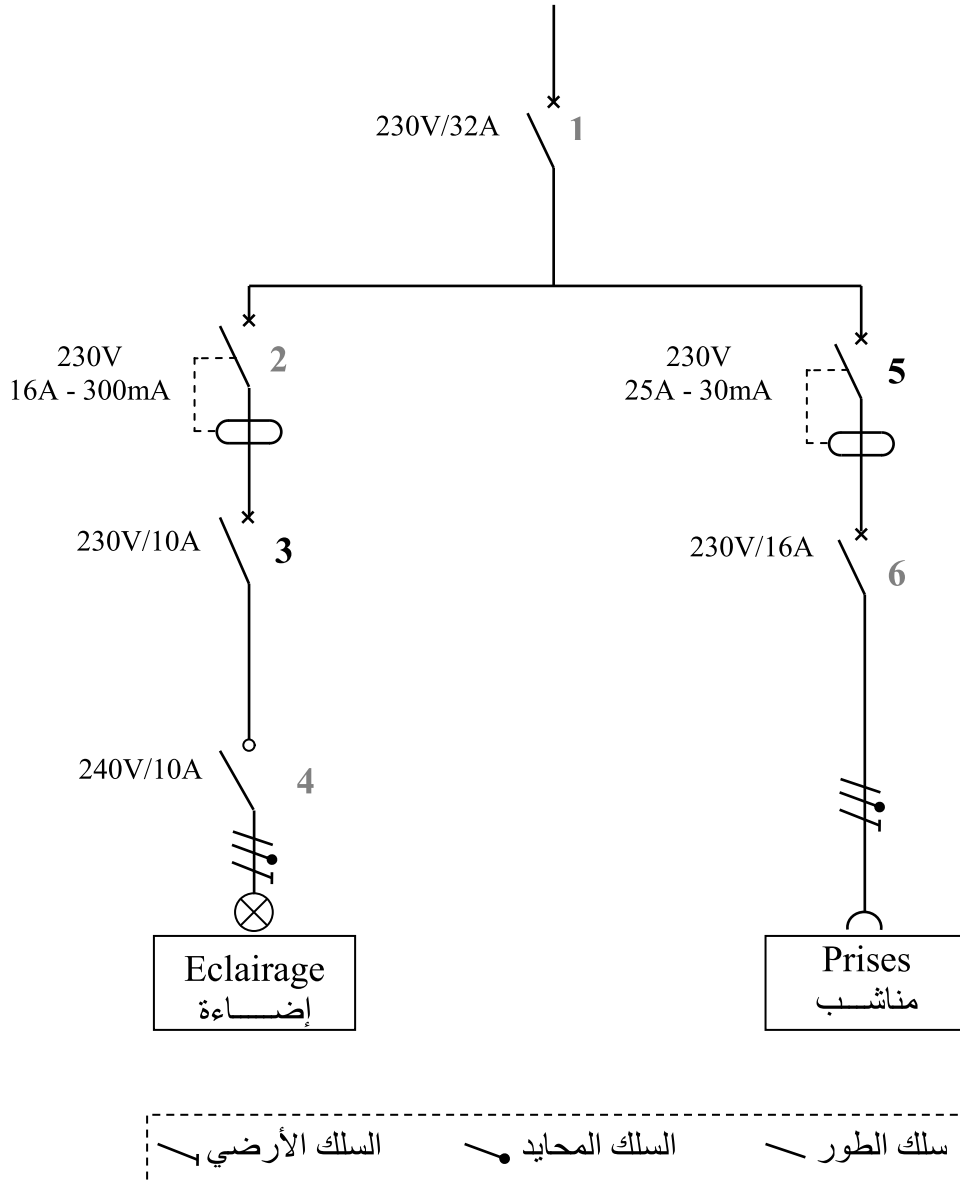 230V/32A
1
230V
16A - 300mA
2
230V
25A - 30mA
5
230V/10A
3
230V/16A
6
240V/10A
4
Eclairage
إضـــــاءة
Prises
مناشـــب
سلك الطور
السلك المحايد
السلك الأرضي